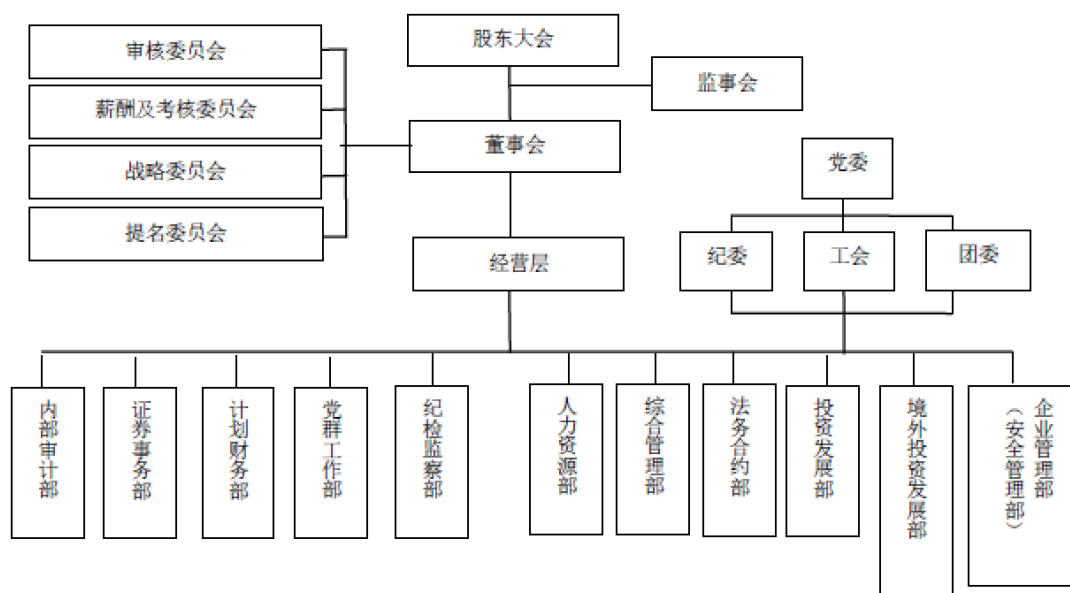 股东大会
审核委员会
监事会
薪酬及考核委员会
董事会
党委
战略委员会
提名委员会
经营层
纪委
工会
团委
内部审计部
证券事务部
计划财务部
党群工作部
纪检监察部
人力资源部
综合管理部
法务合约部
投资发展部
境外投资发展部
企业管理部
（安全管理部）